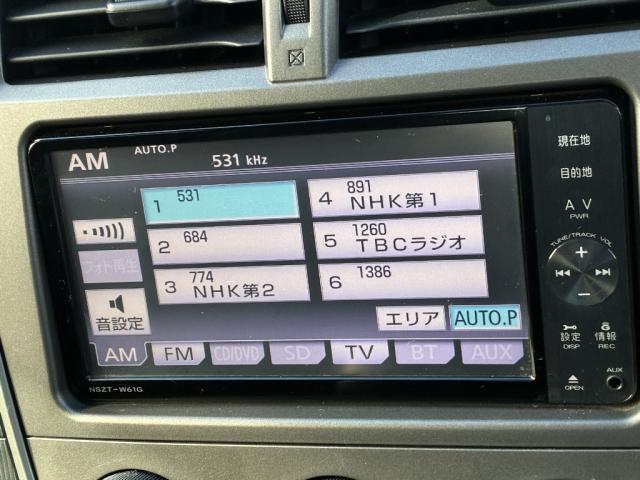 AM AUTO.P 531 kHz
1 531
2 684
3 774 NHK第2
4 891 NHK第1
5 1260 TBCラジオ
6 1386
フォト再生
音設定
エリア AUTO.P
AM FM CD/DVD SD TV BT AUX
NSZT-W61G
現在地
目的地
AV
PWR
TUNE/TRACK VOL
+
−
設定 情報
DISP REC
OPEN
AUX